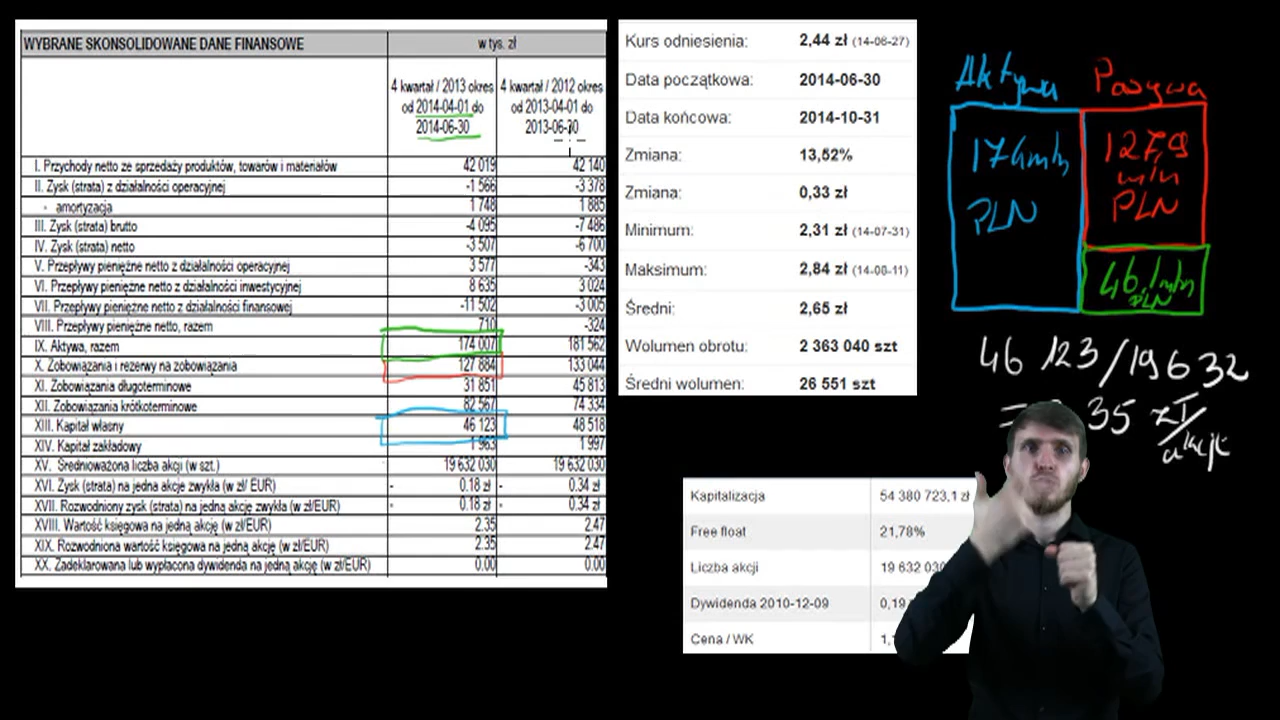 WYBRANE SKONSOLIDOWANE DANE FINANSOWE w tys. zł
4 kwartał / 2013 okres od 2014-04-01 do 2014-06-30 4 kwartał / 2012 okres od 2013-04-01 do 2013-06-30
I. Przychody netto ze sprzedaży produktów, towarów i materiałów 42 019 42 140
II. Zysk (strata) z działalności operacyjnej -1 566 -3 378
- amortyzacja 1 748 1 885
III. Zysk (strata) brutto -4 095 -7 486
IV. Zysk (strata) netto -3 507 -6 700
V. Przepływy pieniężne netto z działalności operacyjnej 3 577 -343
VI. Przepływy pieniężne netto z działalności inwestycyjnej 8 635 3 024
VII. Przepływy pieniężne netto z działalności finansowej -11 502 -3 005
VIII. Przepływy pieniężne netto, razem 710 -324
IX. Aktywa, razem 174 007 181 562
X. Zobowiązania i rezerwy na zobowiązania 127 884 133 044
XI. Zobowiązania długoterminowe 31 851 45 813
XII. Zobowiązania krótkoterminowe 82 567 74 334
XIII. Kapitał własny 46 123 48 518
XIV. Kapitał zakładowy 1 963 1 997
XV. Średnioważona liczba akcji (w szt.) 19 632 030 19 632 030
XVI. Zysk (strata) na jedną akcję zwykłą (w zł/ EUR) - 0.18 zł - 0.34 zł
XVII. Rozwodniony zysk (strata) na jedną akcję zwykłą (w zł/EUR) - 0.18 zł - 0.34 zł
XVIII. Wartość księgowa na jedną akcję (w zł/EUR) 2.35 2.47
XIX. Rozwodniona wartość księgowa na jedną akcję (w zł/EUR) 2.35 2.47
XX. Zadeklarowana lub wypłacona dywidenda na jedną akcję (w zł/EUR) 0.00 0.00
Kurs odniesienia: 2,44 zł (14-06-27)
Data początkowa: 2014-06-30
Data końcowa: 2014-10-31
Zmiana: 13,52%
Zmiana: 0,33 zł
Minimum: 2,31 zł (14-07-31)
Maksimum: 2,84 zł (14-08-11)
Średni: 2,65 zł
Wolumen obrotu: 2 363 040 szt
Średni wolumen: 26 551 szt
Aktywa Pasywa
174 mln
PLN
127,9
mln
PLN
46,1 mln
PLN
46 123 / 19 632
= 35 zł/akcję
Kapitalizacja 54 380 723,1 zł
Free float 21,78%
Liczba akcji 19 632 030
Dywidenda 2010-12-09 0,19
Cena / WK 1,